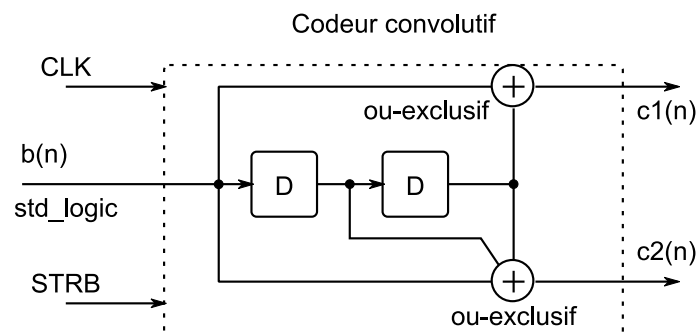 Codeur convolutif
CLK
ou-exclusif
c1(n)
b(n)
D
D
std_logic
c2(n)
STRB
ou-exclusif